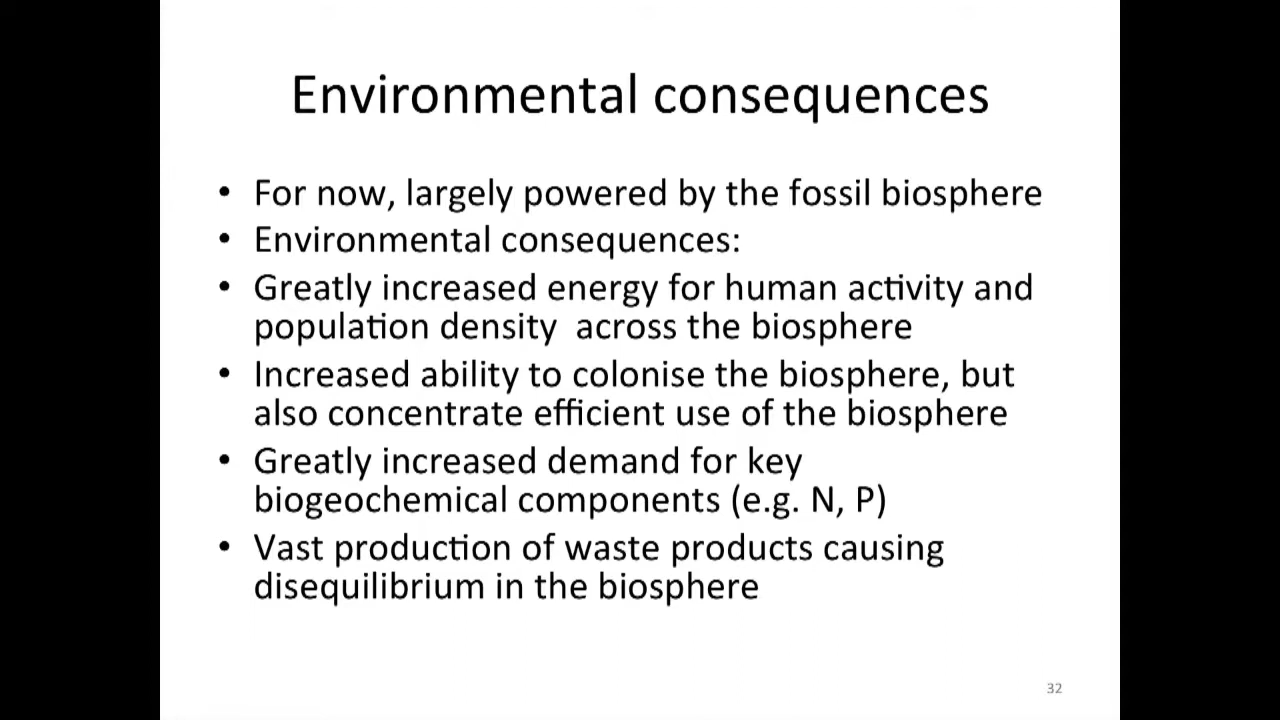 Environmental consequences
• For now, largely powered by the fossil biosphere
• Environmental consequences:
• Greatly increased energy for human activity and
population density  across the biosphere
• Increased ability to colonise the biosphere, but
also concentrate efficient use of the biosphere
• Greatly increased demand for key
biogeochemical components (e.g. N, P)
• Vast production of waste products causing
disequilibrium in the biosphere
32